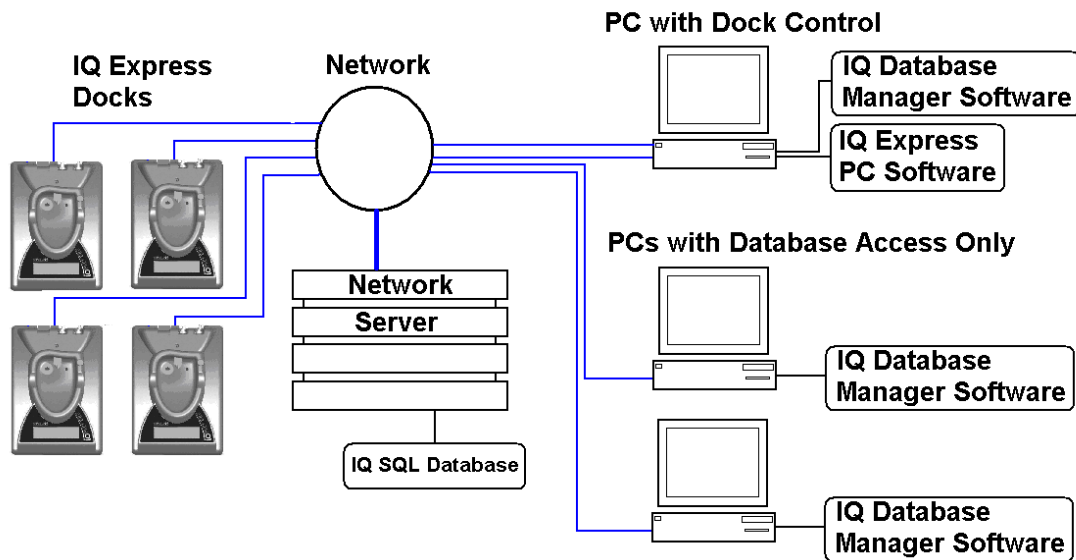 PC with Dock Control
IQ Express
Docks
Network
IQ Database
Manager Software
IQ Express
PC Software
PCs with Database Access Only
Network
Server
IQ Database
Manager Software
IQ SQL Database
IQ Database
Manager Software